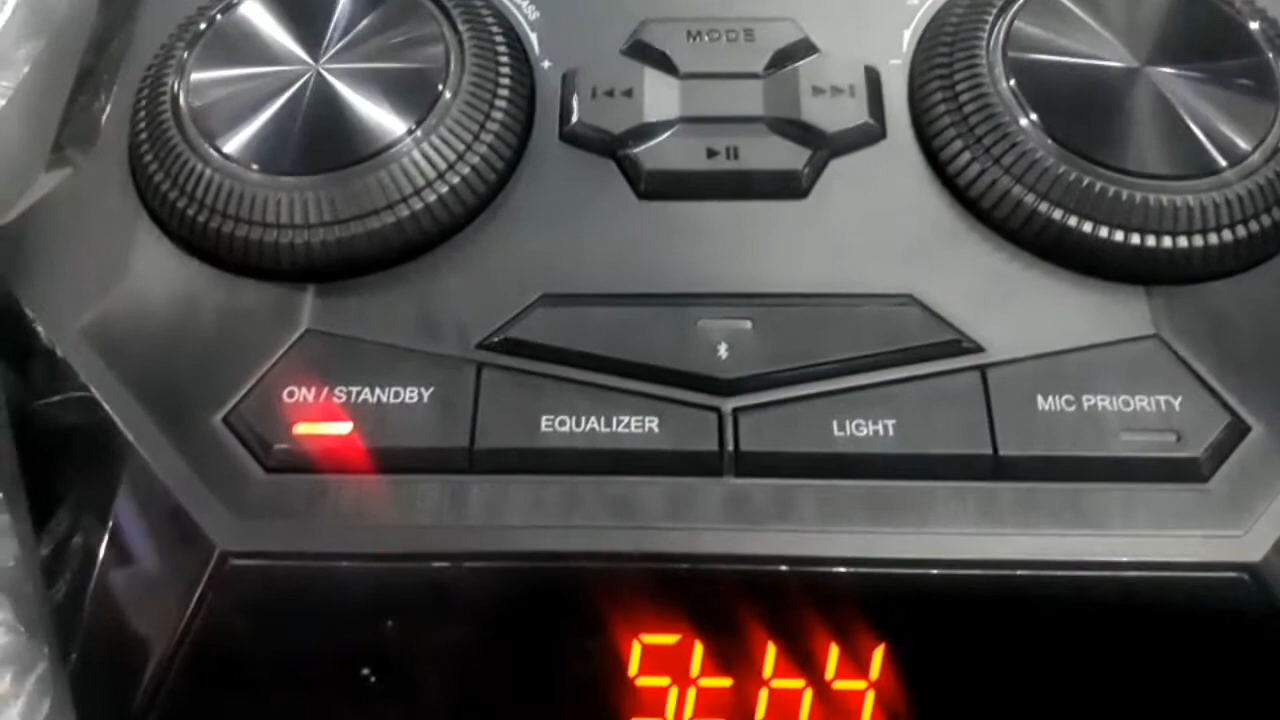 MODE
ON / STANDBY
EQUALIZER
LIGHT
MIC PRIORITY
Stby